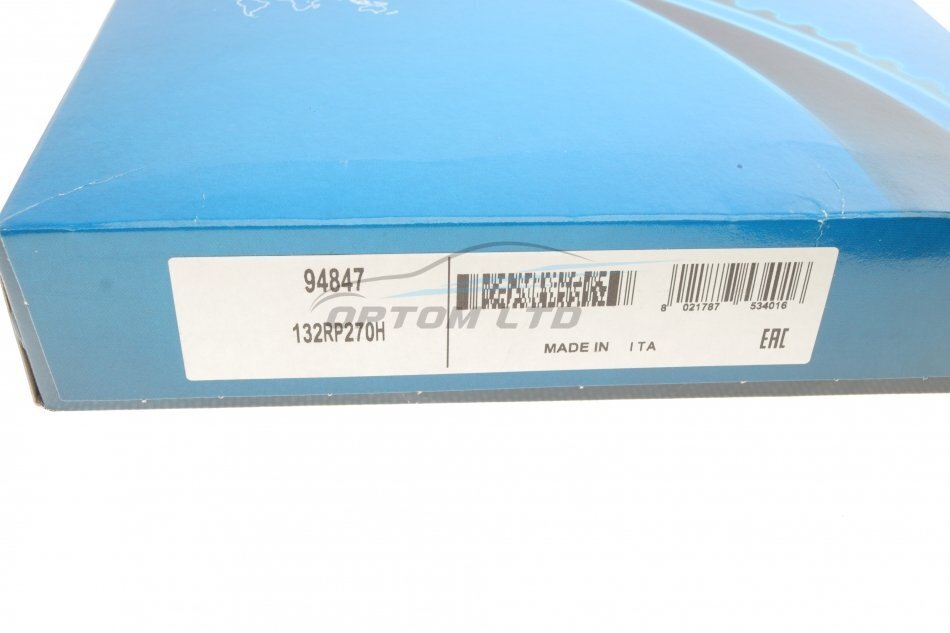 94847
132RP270H
8 021787 534016
MADE IN ITA
EAC
ORTOM LTD